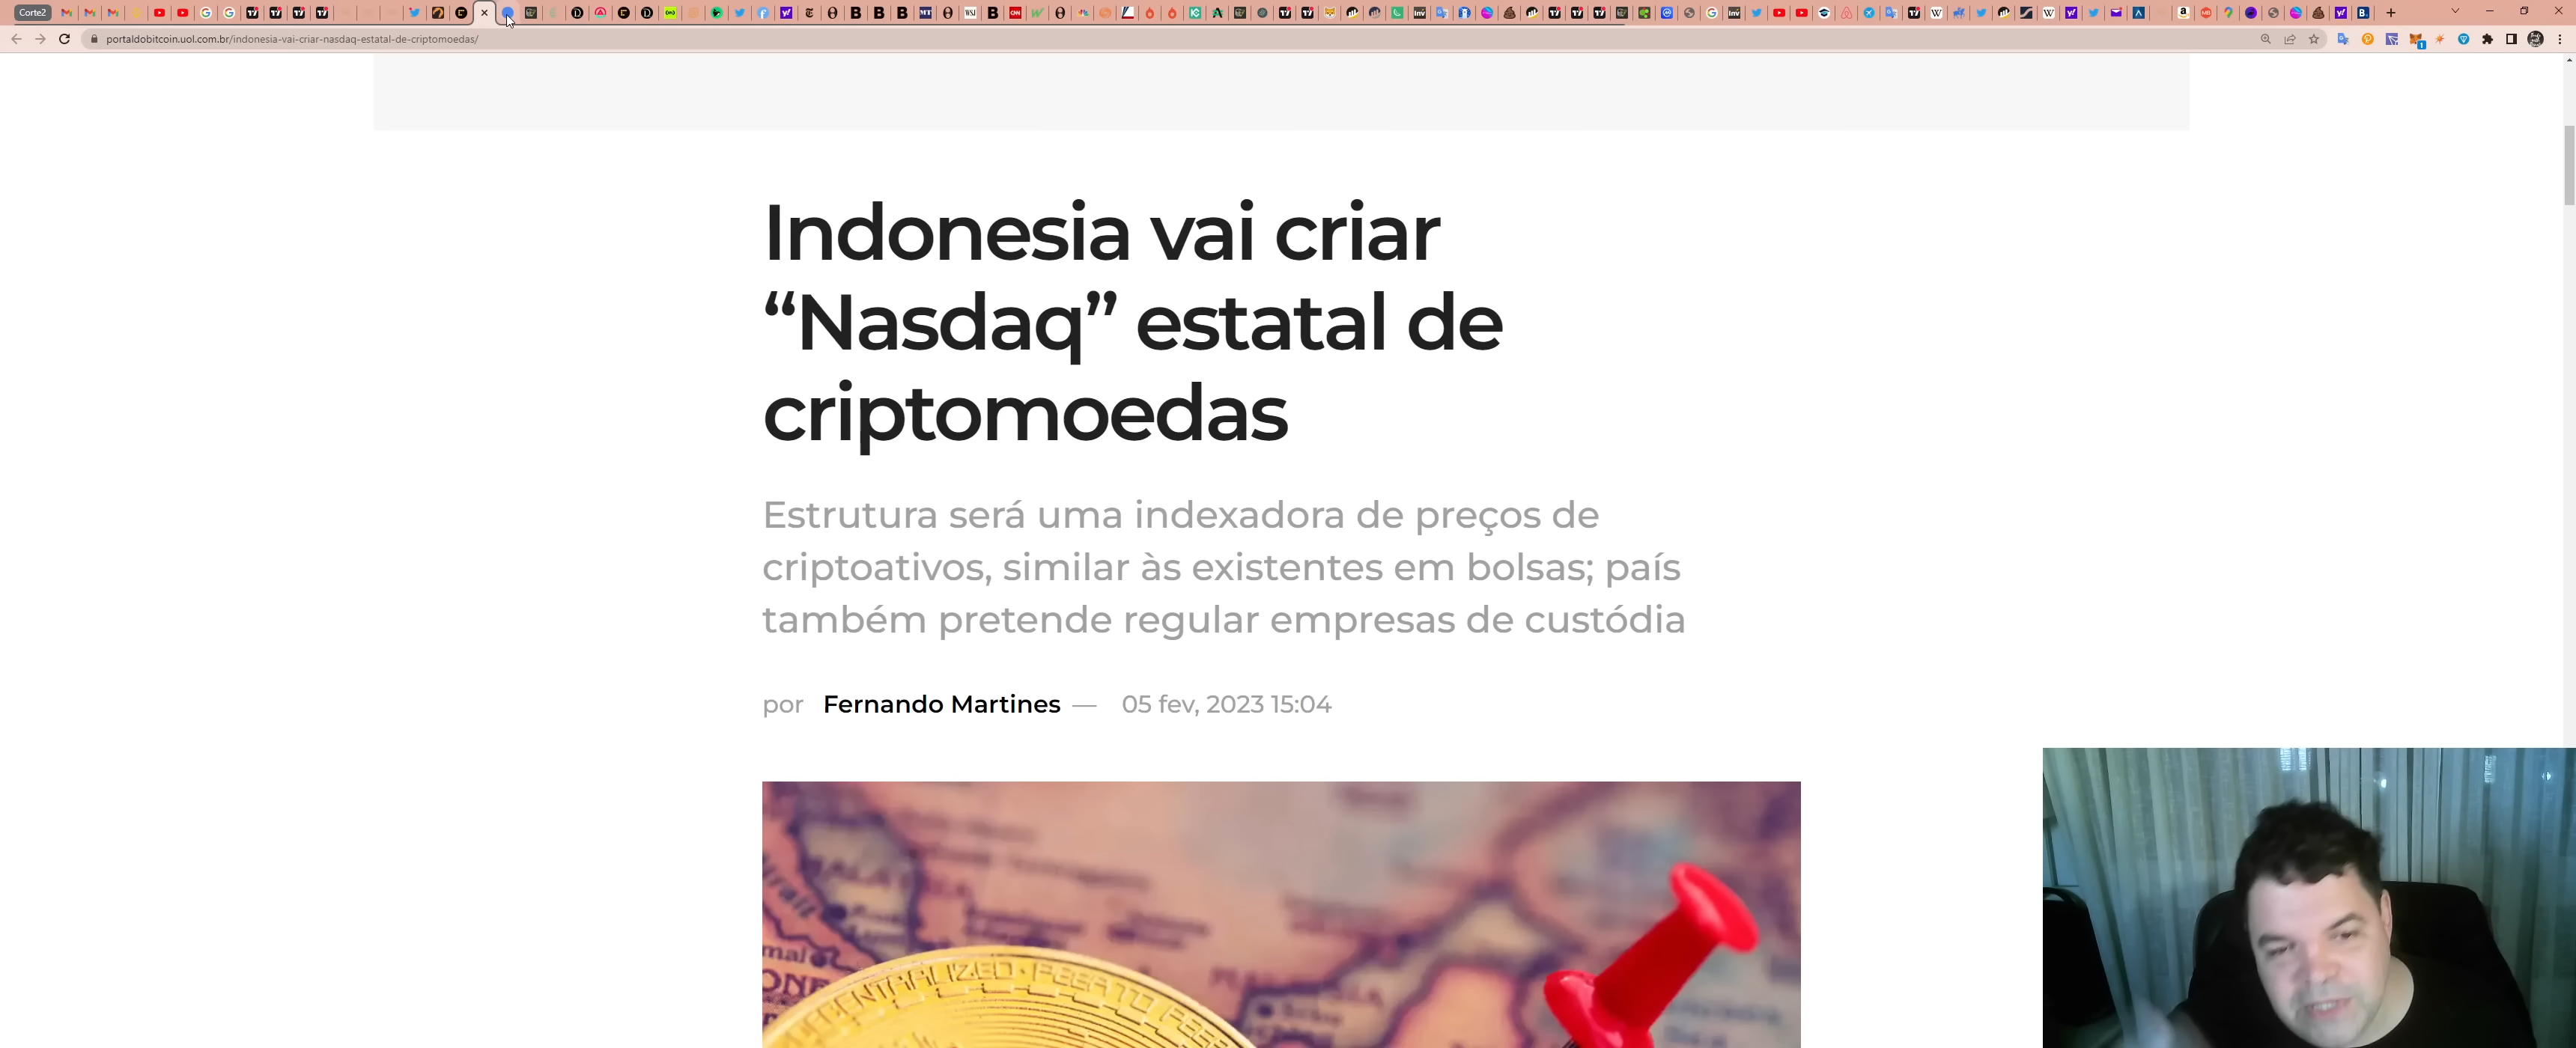 Corte2
portaldobitcoin.uol.com.br/indonesia-vai-criar-nasdaq-estatal-de-criptomoedas/
Indonesia vai criar
“Nasdaq” estatal de
criptomoedas
Estrutura será uma indexadora de preços de
criptoativos, similar às existentes em bolsas; país
também pretende regular empresas de custódia
por Fernando Martines — 05 fev, 2023 15:04